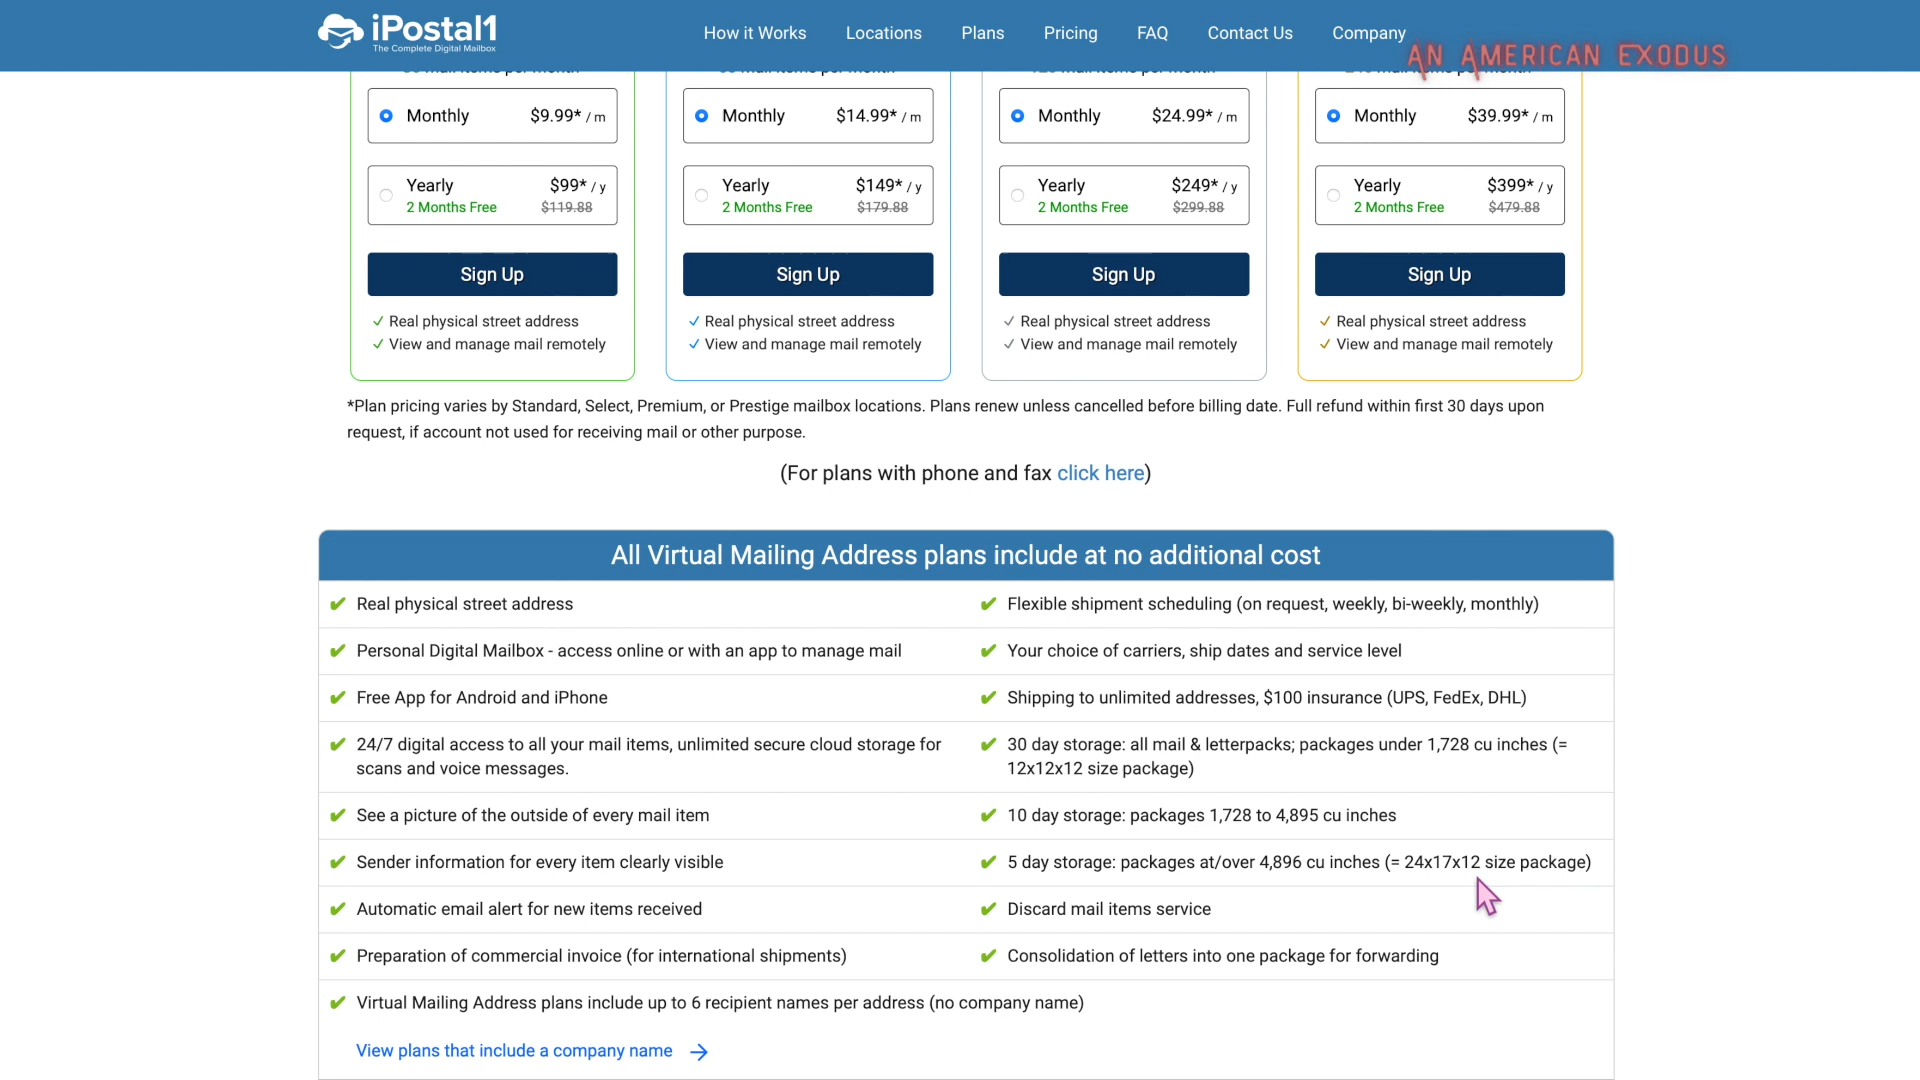 iPostal1
The Complete Digital Mailbox
How it Works
Locations
Plans
Pricing
FAQ
Contact Us
Company
AN AMERICAN EXODUS
mail items per month
mail items per month
mail items per month
mail items per month
Monthly $9.99* / m
Monthly $14.99* / m
Monthly $24.99* / m
Monthly $39.99* / m
Yearly $99* / y
2 Months Free $119.88
Yearly $149* / y
2 Months Free $179.88
Yearly $249* / y
2 Months Free $299.88
Yearly $399* / y
2 Months Free $479.88
Sign Up
Sign Up
Sign Up
Sign Up
✓ Real physical street address
✓ View and manage mail remotely
✓ Real physical street address
✓ View and manage mail remotely
✓ Real physical street address
✓ View and manage mail remotely
✓ Real physical street address
✓ View and manage mail remotely
*Plan pricing varies by Standard, Select, Premium, or Prestige mailbox locations. Plans renew unless cancelled before billing date. Full refund within first 30 days upon
request, if account not used for receiving mail or other purpose.
(For plans with phone and fax click here)
All Virtual Mailing Address plans include at no additional cost
✔ Real physical street address
✔ Flexible shipment scheduling (on request, weekly, bi-weekly, monthly)
✔ Personal Digital Mailbox - access online or with an app to manage mail
✔ Your choice of carriers, ship dates and service level
✔ Free App for Android and iPhone
✔ Shipping to unlimited addresses, $100 insurance (UPS, FedEx, DHL)
✔ 24/7 digital access to all your mail items, unlimited secure cloud storage for
scans and voice messages.
✔ 30 day storage: all mail & letterpacks; packages under 1,728 cu inches (=
12x12x12 size package)
✔ See a picture of the outside of every mail item
✔ 10 day storage: packages 1,728 to 4,895 cu inches
✔ Sender information for every item clearly visible
✔ 5 day storage: packages at/over 4,896 cu inches (= 24x17x12 size package)
✔ Automatic email alert for new items received
✔ Discard mail items service
✔ Preparation of commercial invoice (for international shipments)
✔ Consolidation of letters into one package for forwarding
✔ Virtual Mailing Address plans include up to 6 recipient names per address (no company name)
View plans that include a company name →